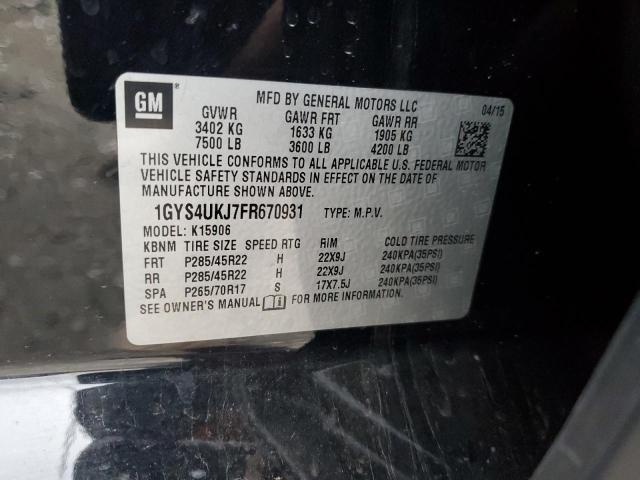 GM
MFD BY GENERAL MOTORS LLC 04/15
GVWR GAWR FRT GAWR RR
3402 KG 1633 KG 1905 KG
7500 LB 3600 LB 4200 LB
THIS VEHICLE CONFORMS TO ALL APPLICABLE U.S. FEDERAL MOTOR
VEHICLE SAFETY STANDARDS IN EFFECT ON THE DATE OF
MANUFACTURE SHOWN ABOVE.
1GYS4UKJ7FR670931 TYPE: M.P.V.
MODEL: K15906
KBNM TIRE SIZE SPEED RTG RIM COLD TIRE PRESSURE
FRT P285/45R22 H 22X9J 240KPA(35PSI)
RR P285/45R22 H 22X9J 240KPA(35PSI)
SPA P265/70R17 S 17X7.5J 240KPA(35PSI)
SEE OWNER'S MANUAL FOR MORE INFORMATION.